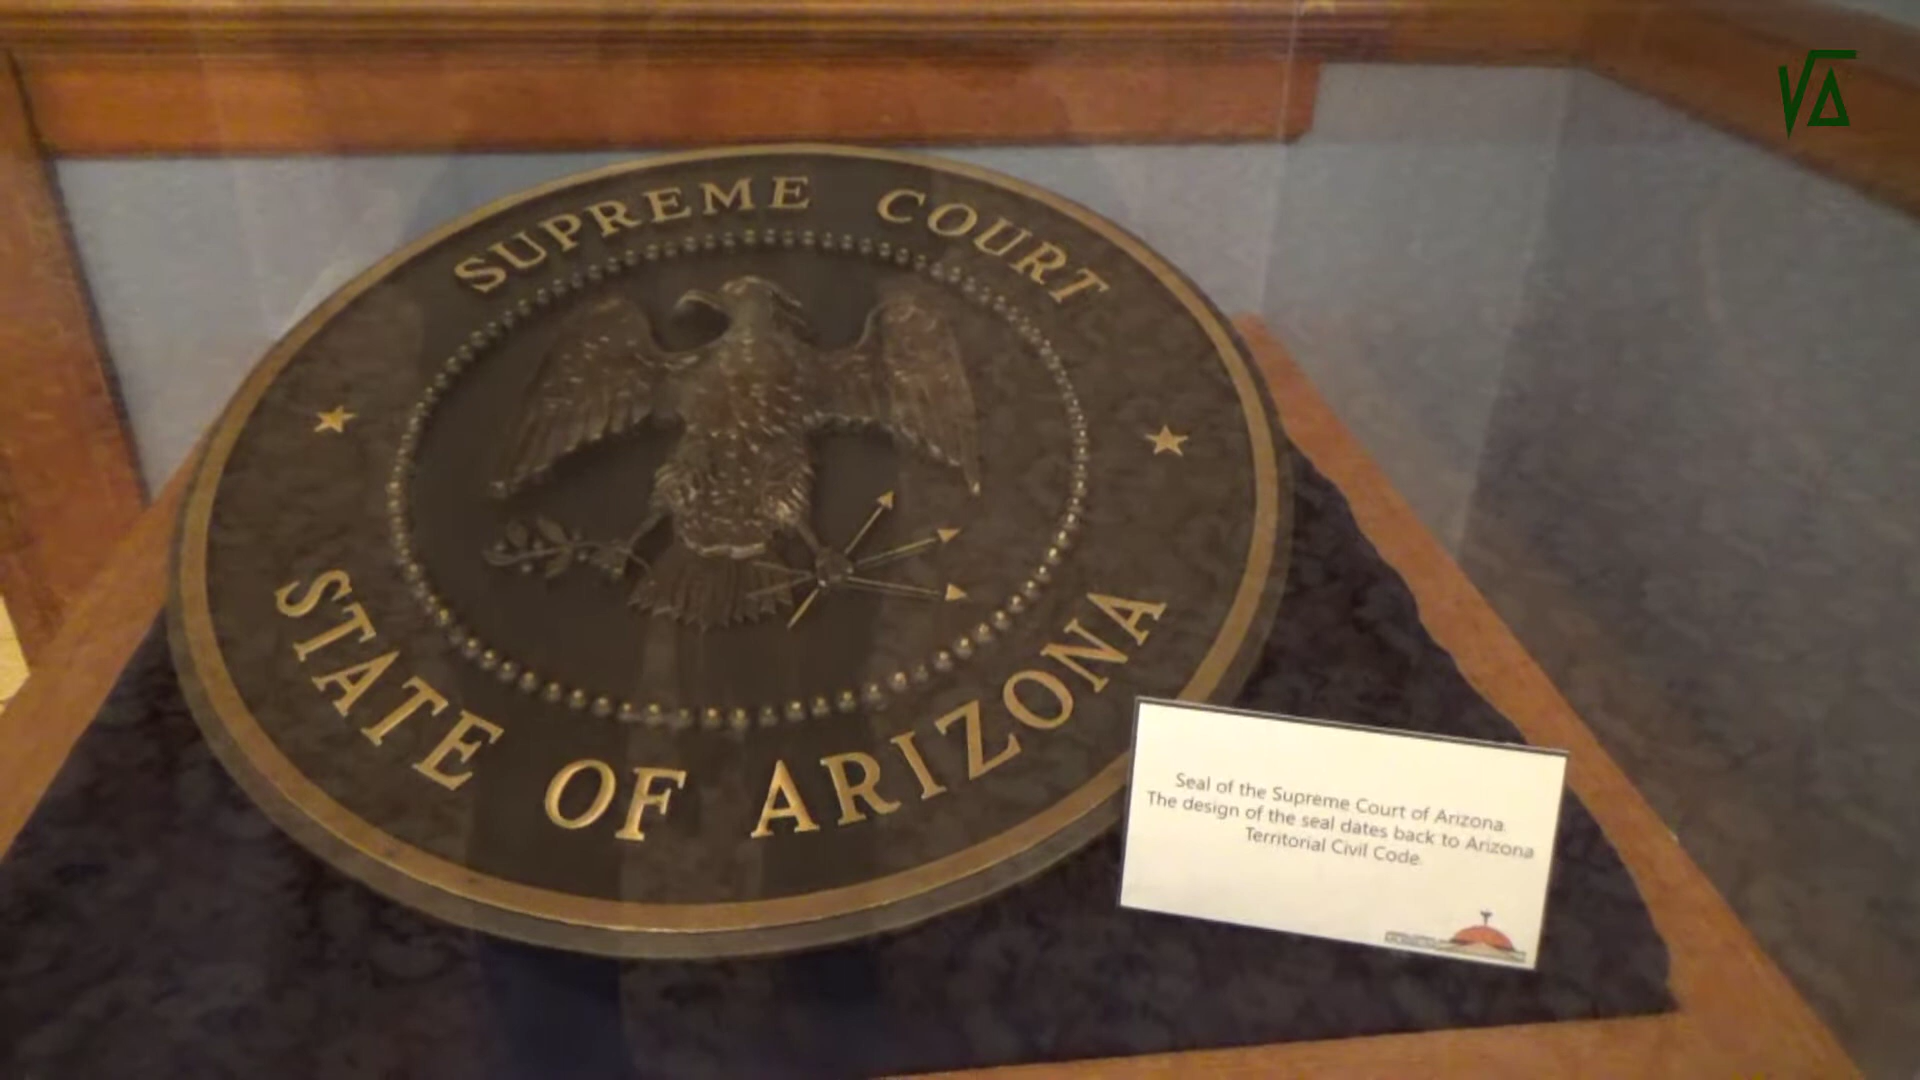 SUPREME COURT
STATE OF ARIZONA
Seal of the Supreme Court of Arizona.
The design of the seal dates back to Arizona
Territorial Civil Code.